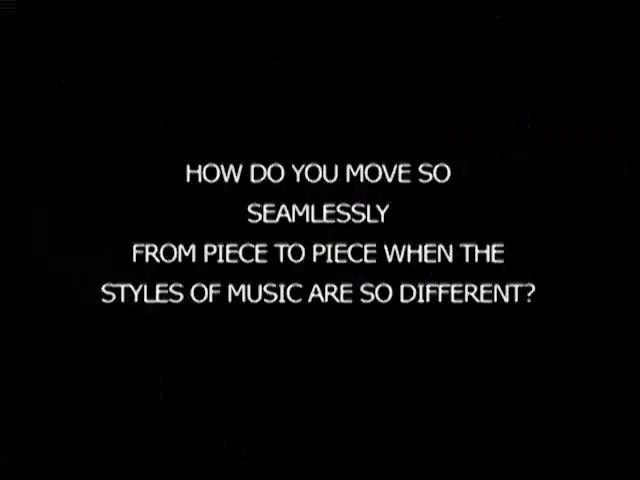 HOW DO YOU MOVE SO
SEAMLESSLY
FROM PIECE TO PIECE WHEN THE
STYLES OF MUSIC ARE SO DIFFERENT?